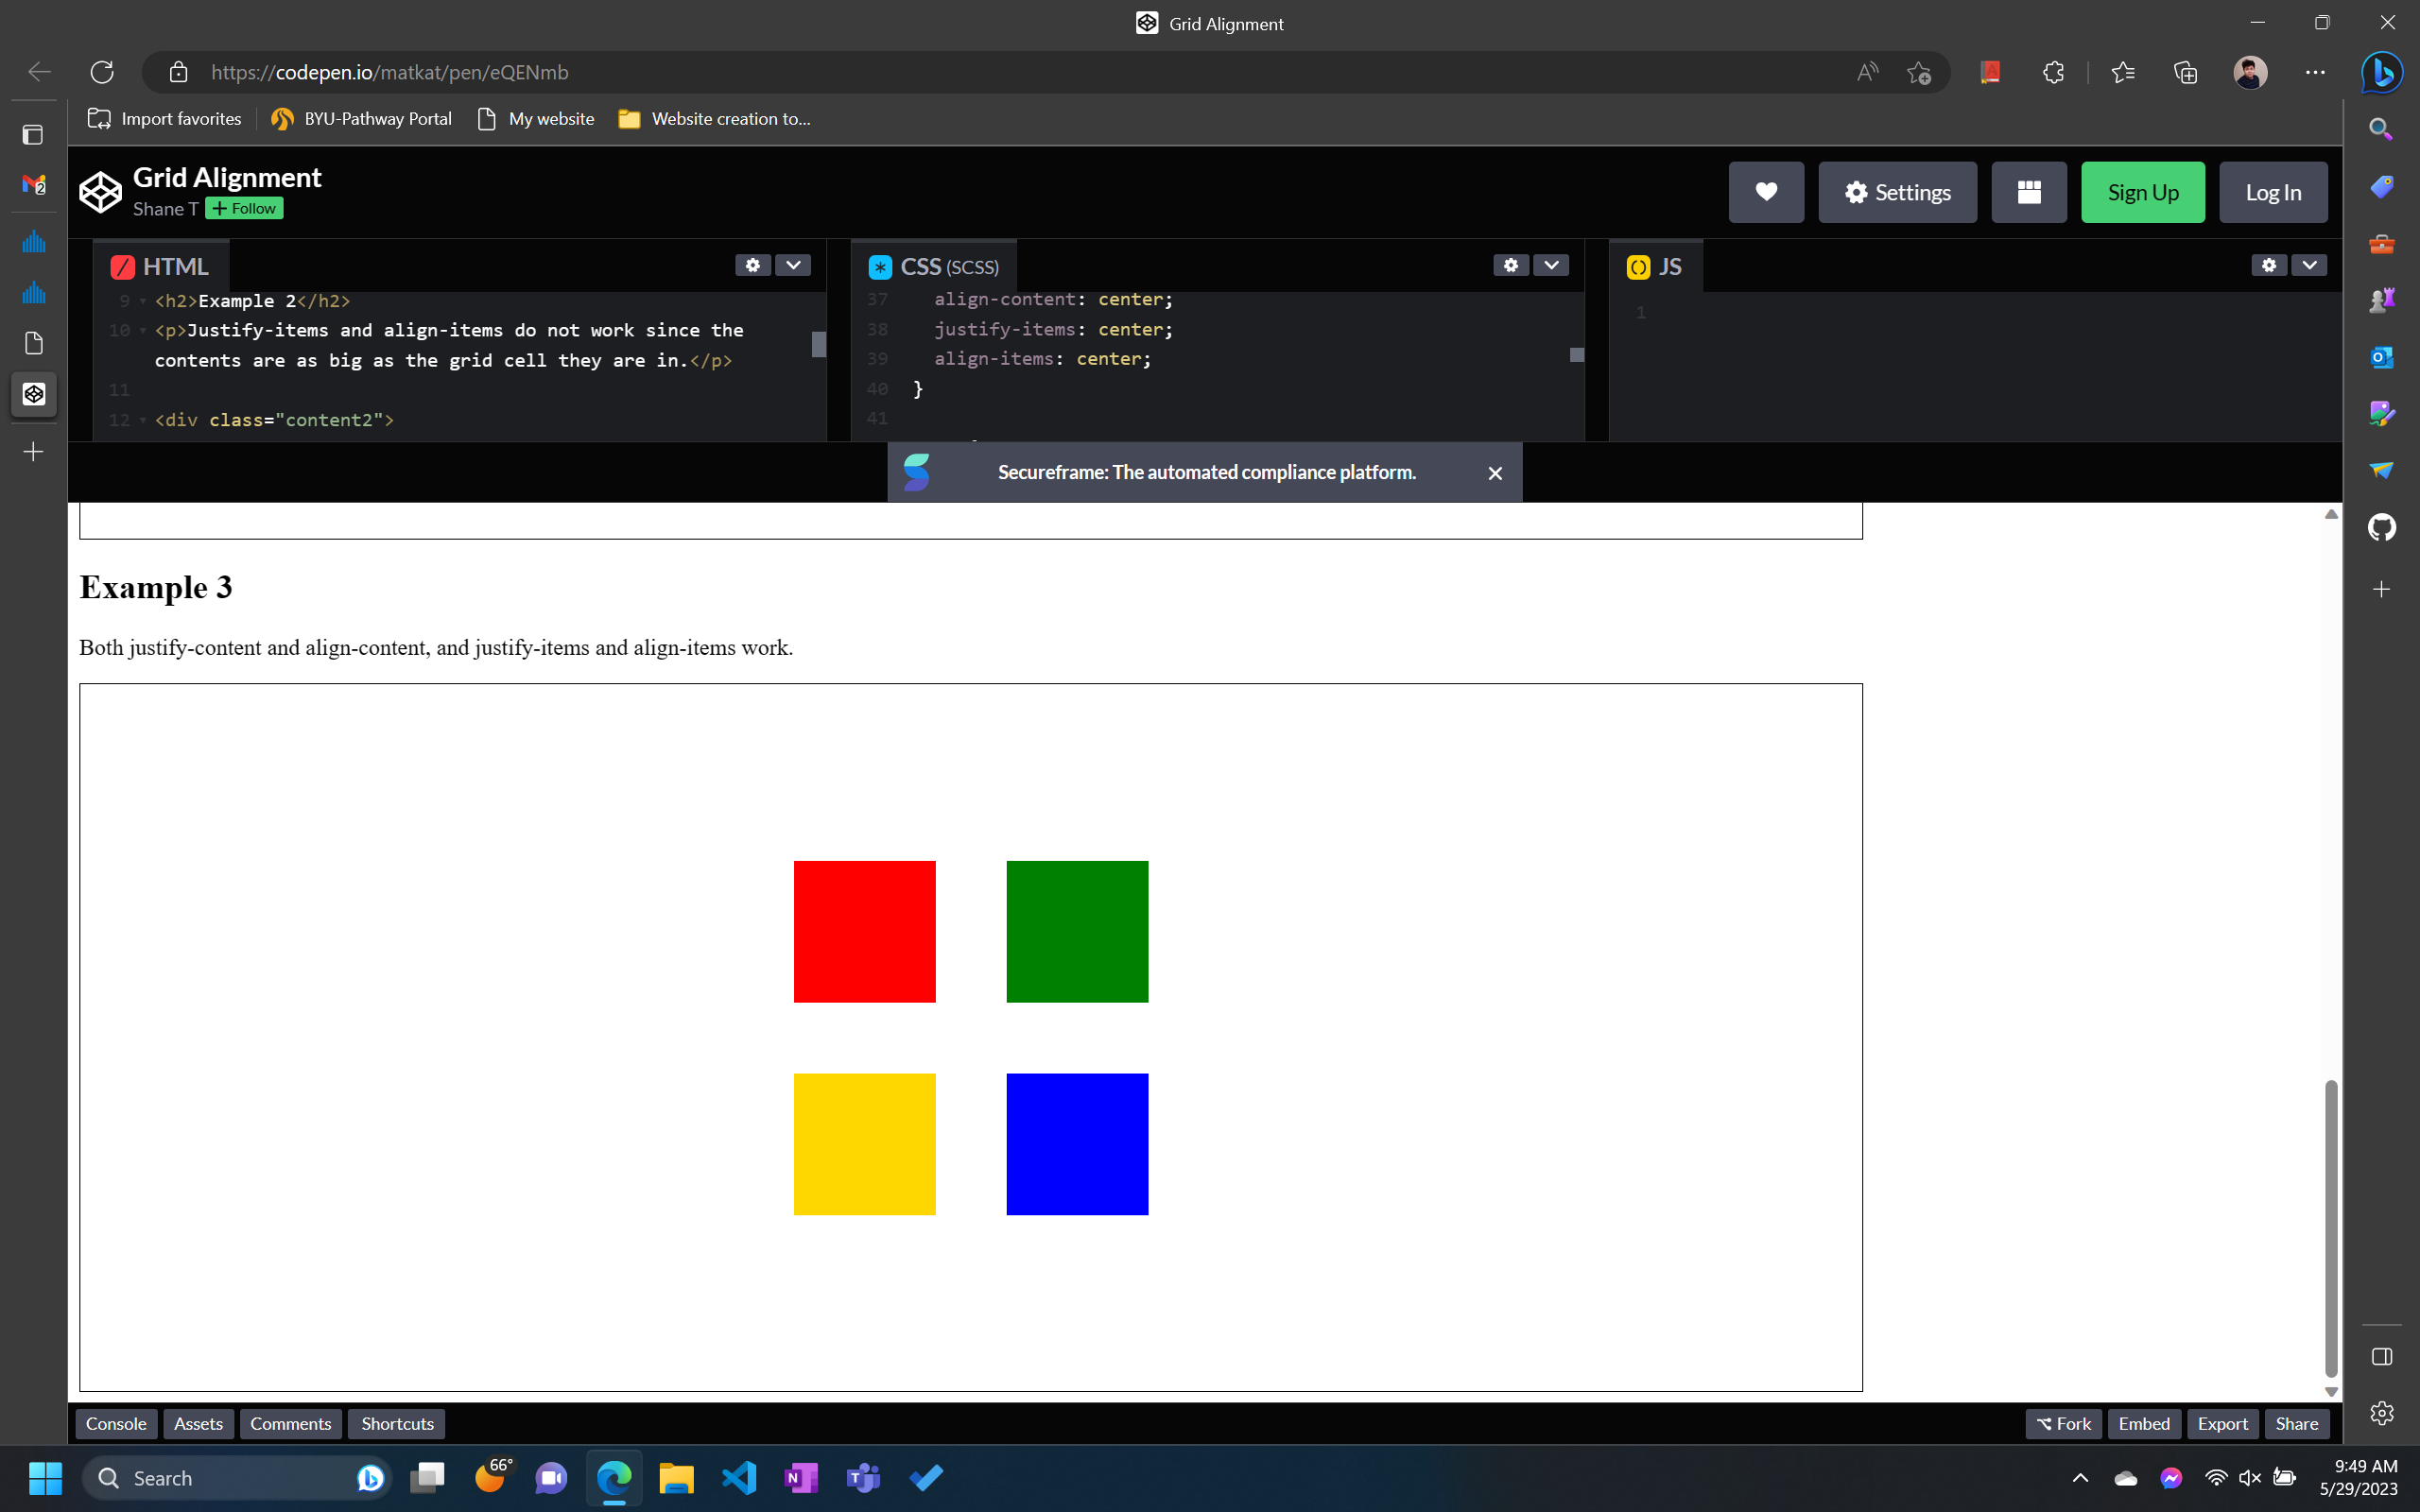 Grid Alignment
https://codepen.io/matkat/pen/eQENmb
Import favorites
BYU-Pathway Portal
My website
Website creation to...
2
Grid Alignment
Shane T
+ Follow
Settings
Sign Up
Log In
HTML
9 <h2>Example 2</h2>
10 <p>Justify-items and align-items do not work since the
contents are as big as the grid cell they are in.</p>
11
12 <div class="content2">
CSS (SCSS)
37 align-content: center;
38 justify-items: center;
39 align-items: center;
40 }
41
JS
1
Secureframe: The automated compliance platform.
Example 3
Both justify-content and align-content, and justify-items and align-items work.
Console
Assets
Comments
Shortcuts
Fork
Embed
Export
Share
Search
66°
9:49 AM
5/29/2023